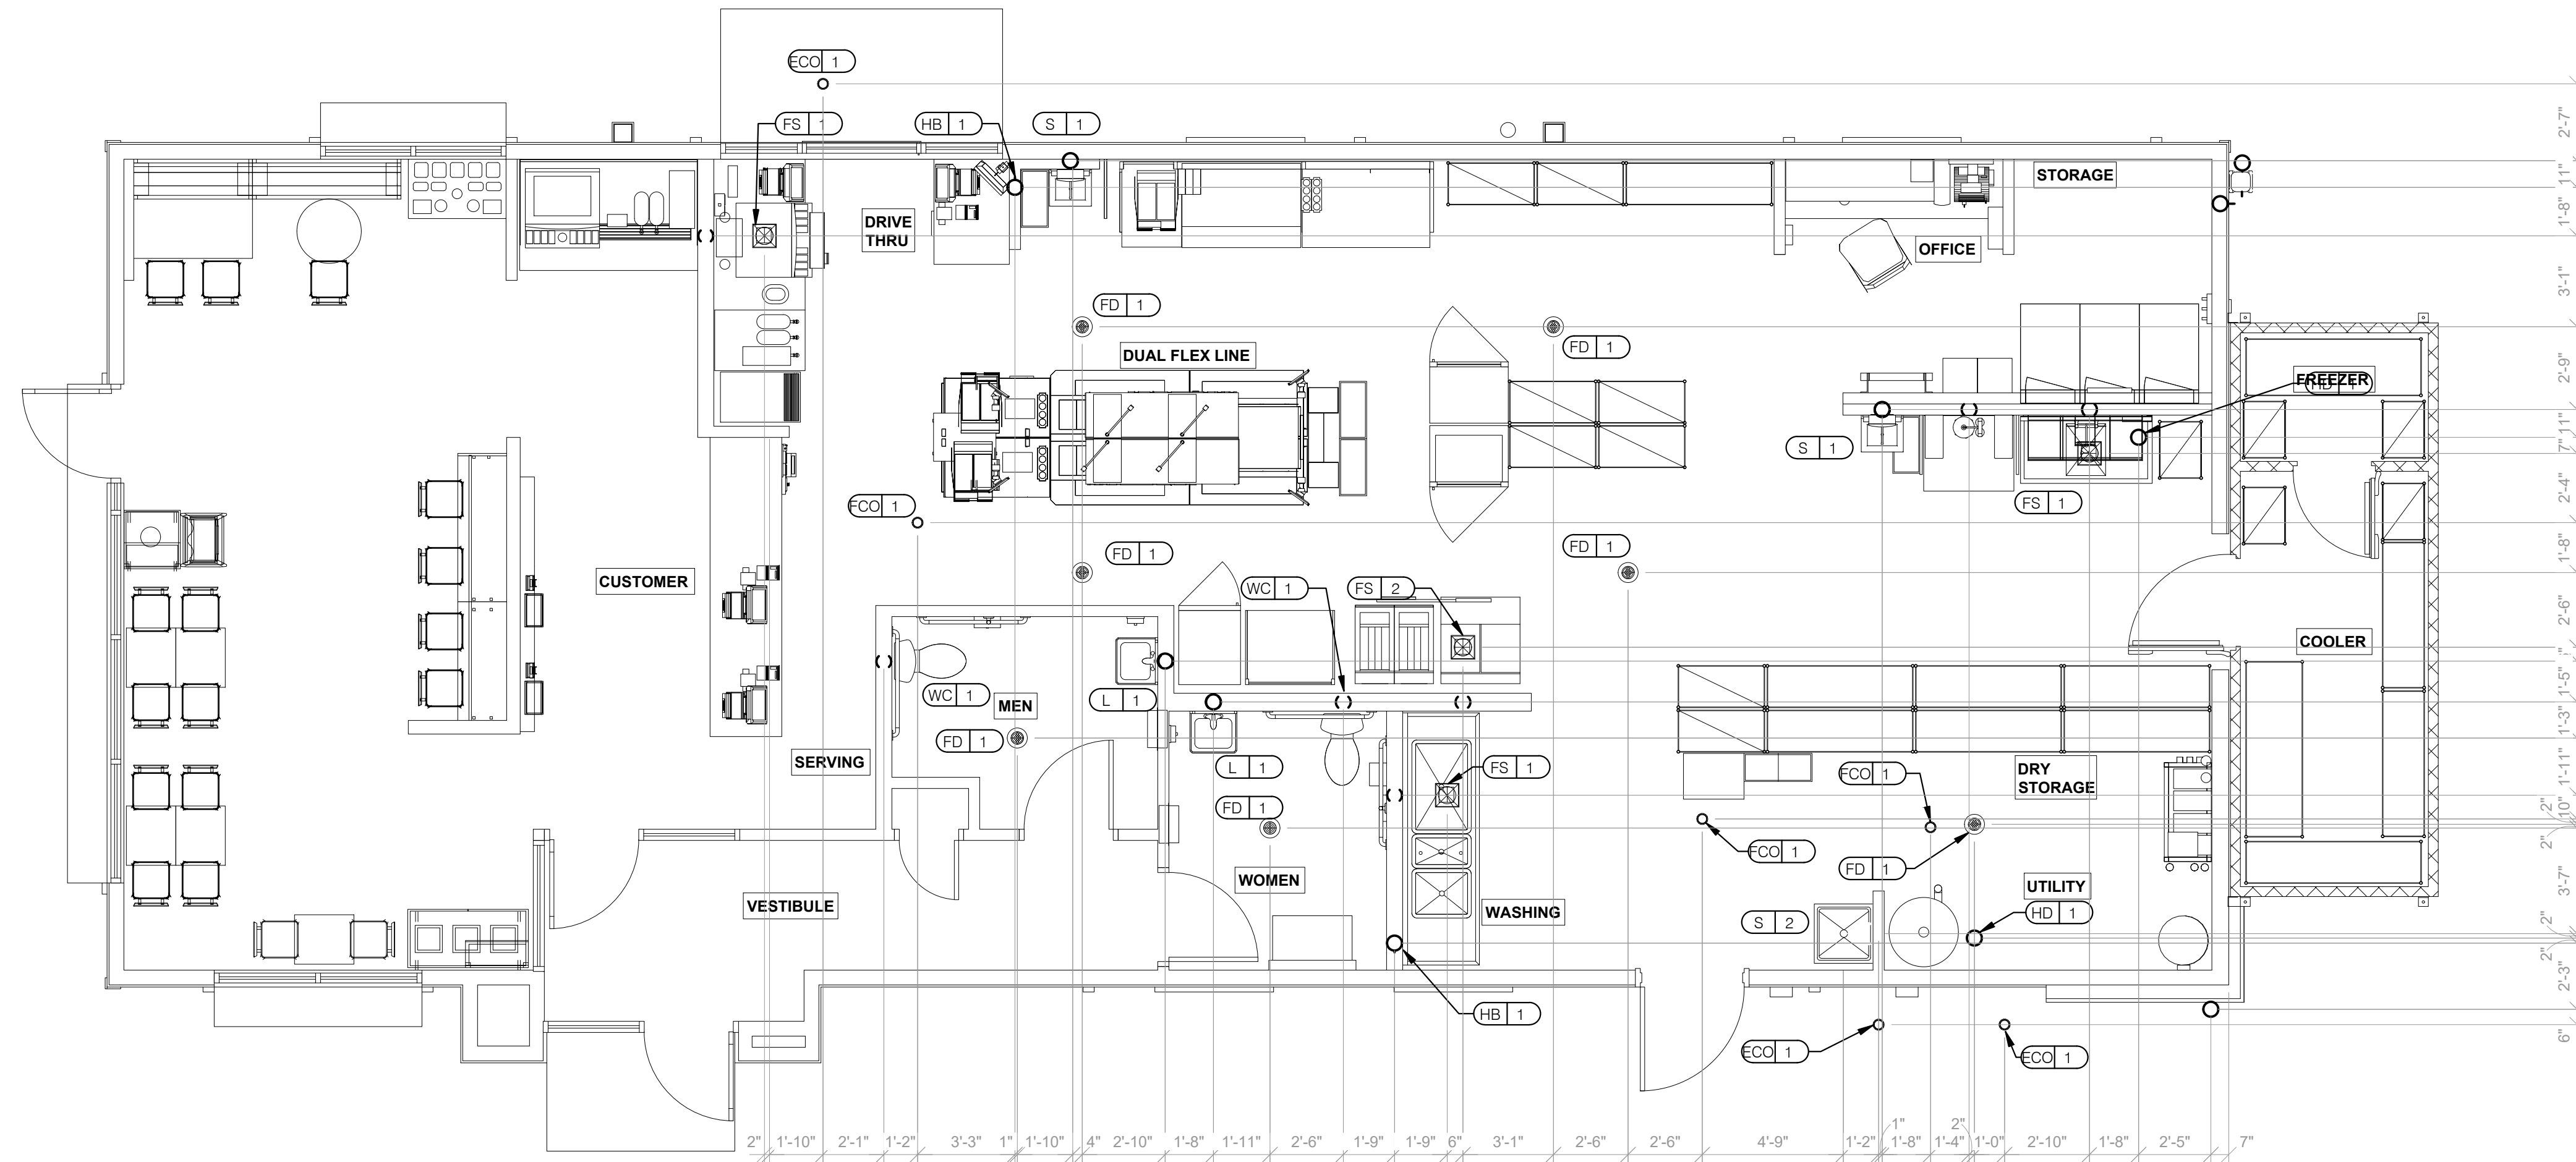 ECO 1
FS 1
HB 1
S 1
STORAGE
DRIVE
THRU
OFFICE
FD 1
FD 1
DUAL FLEX LINE
FREEZER
HD 1
S 1
FS 1
FCO 1
FD 1
FD 1
CUSTOMER
WC 1
FS 2
COOLER
WC 1
MEN
L 1
FD 1
SERVING
L 1
FS 1
FCO 1
DRY
STORAGE
FD 1
FCO 1
FD 1
WOMEN
UTILITY
VESTIBULE
WASHING
S 2
HD 1
HB 1
ECO 1
ECO 1
2'-7"
11"
1'-8"
3'-1"
2'-9"
11"
7"
2'-4"
1'-8"
2'-6"
1'-5"
1'-3"
1'-11"
2"
10"
2"
3'-7"
2"
2"
2'-3"
6"
2"
1'-10"
2'-1"
1'-2"
3'-3"
1"
1'-10"
4"
2'-10"
1'-8"
1'-11"
2'-6"
1'-9"
1'-9"
6"
3'-1"
2'-6"
2'-6"
4'-9"
1'-2"
1"
1'-8"
1'-4"
2"
1'-0"
2'-10"
1'-8"
2'-5"
7"